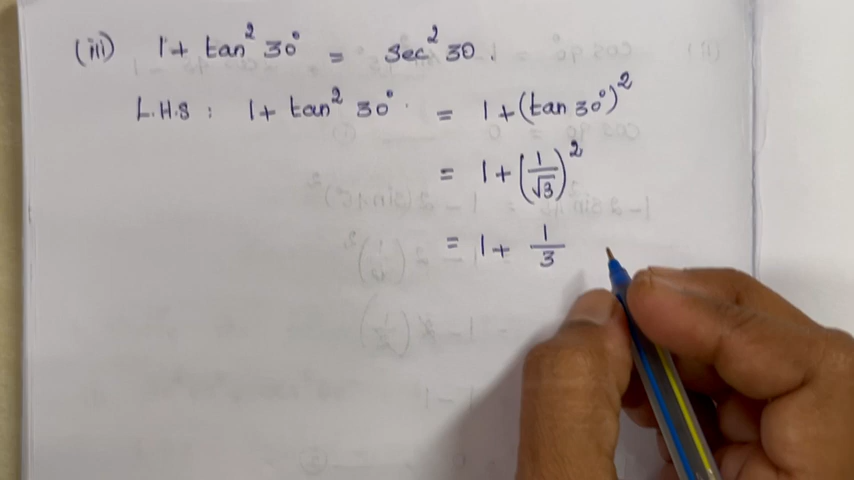 (iii) 1 + tan² 30° = sec² 30.
L.H.S : 1 + tan² 30° = 1 + (tan 30°)²
= 1 + (1/√3)²
= 1 + 1/3